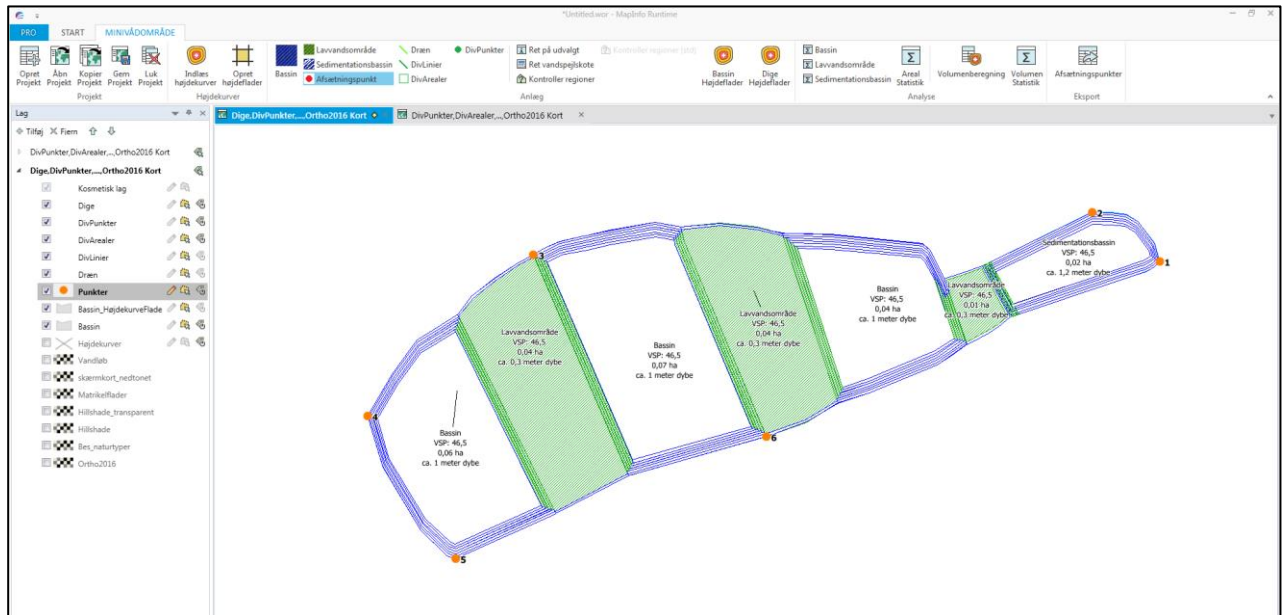 *Untitled.wor - MapInfo Runtime
PRO START MINIVÅDOMRÅDE
Opret Projekt
Åbn Projekt
Kopier Projekt
Gem Projekt
Luk Projekt
Projekt
Indlæs højdekurver
Opret højdeflader
Højdekurver
Bassin
Lavvandsområde
Sedimentationsbassin
Afsætningspunkt
Dræn
DivLinier
DivArealer
DivPunkter
Ret på udvalgt
Ret vandspejlskote
Kontroller regioner
Kontroller regioner (std)
Anlæg
Bassin Højdeflader
Dige Højdeflader
Bassin
Lavvandsområde
Sedimentationsbassin
Areal Statistik
Volumenberegning
Volumen Statistik
Analyse
Afsætningspunkter
Eksport
Lag
Tilføj Fjern
DivPunkter,DivArealer,...,Ortho2016 Kort
Dige,DivPunkter,...,Ortho2016 Kort
Kosmetisk lag
Dige
DivPunkter
DivArealer
DivLinier
Dræn
Punkter
Bassin_HøjdekurveFlade
Bassin
Højdekurver
Vandløb
skærmkort_nedtonet
Matrikelflader
Hillshade_transparent
Hillshade
Bes_naturtyper
Ortho2016
Dige,DivPunkter,...,Ortho2016 Kort
DivPunkter,DivArealer,...,Ortho2016 Kort
2
Sedimentationsbassin
VSP: 46,5
0,02 ha
ca. 1,2 meter dybe
1
3
Lavvandsområde
VSP: 46,5
0,01 ha
ca. 0,3 meter dybe
Bassin
VSP: 46,5
0,04 ha
ca. 1 meter dybe
Lavvandsområde
VSP: 46,5
0,04 ha
ca. 0,3 meter dybe
Bassin
VSP: 46,5
0,07 ha
ca. 1 meter dybe
Lavvandsområde
VSP: 46,5
0,04 ha
ca. 0,3 meter dybe
4
Bassin
VSP: 46,5
0,06 ha
ca. 1 meter dybe
6
5